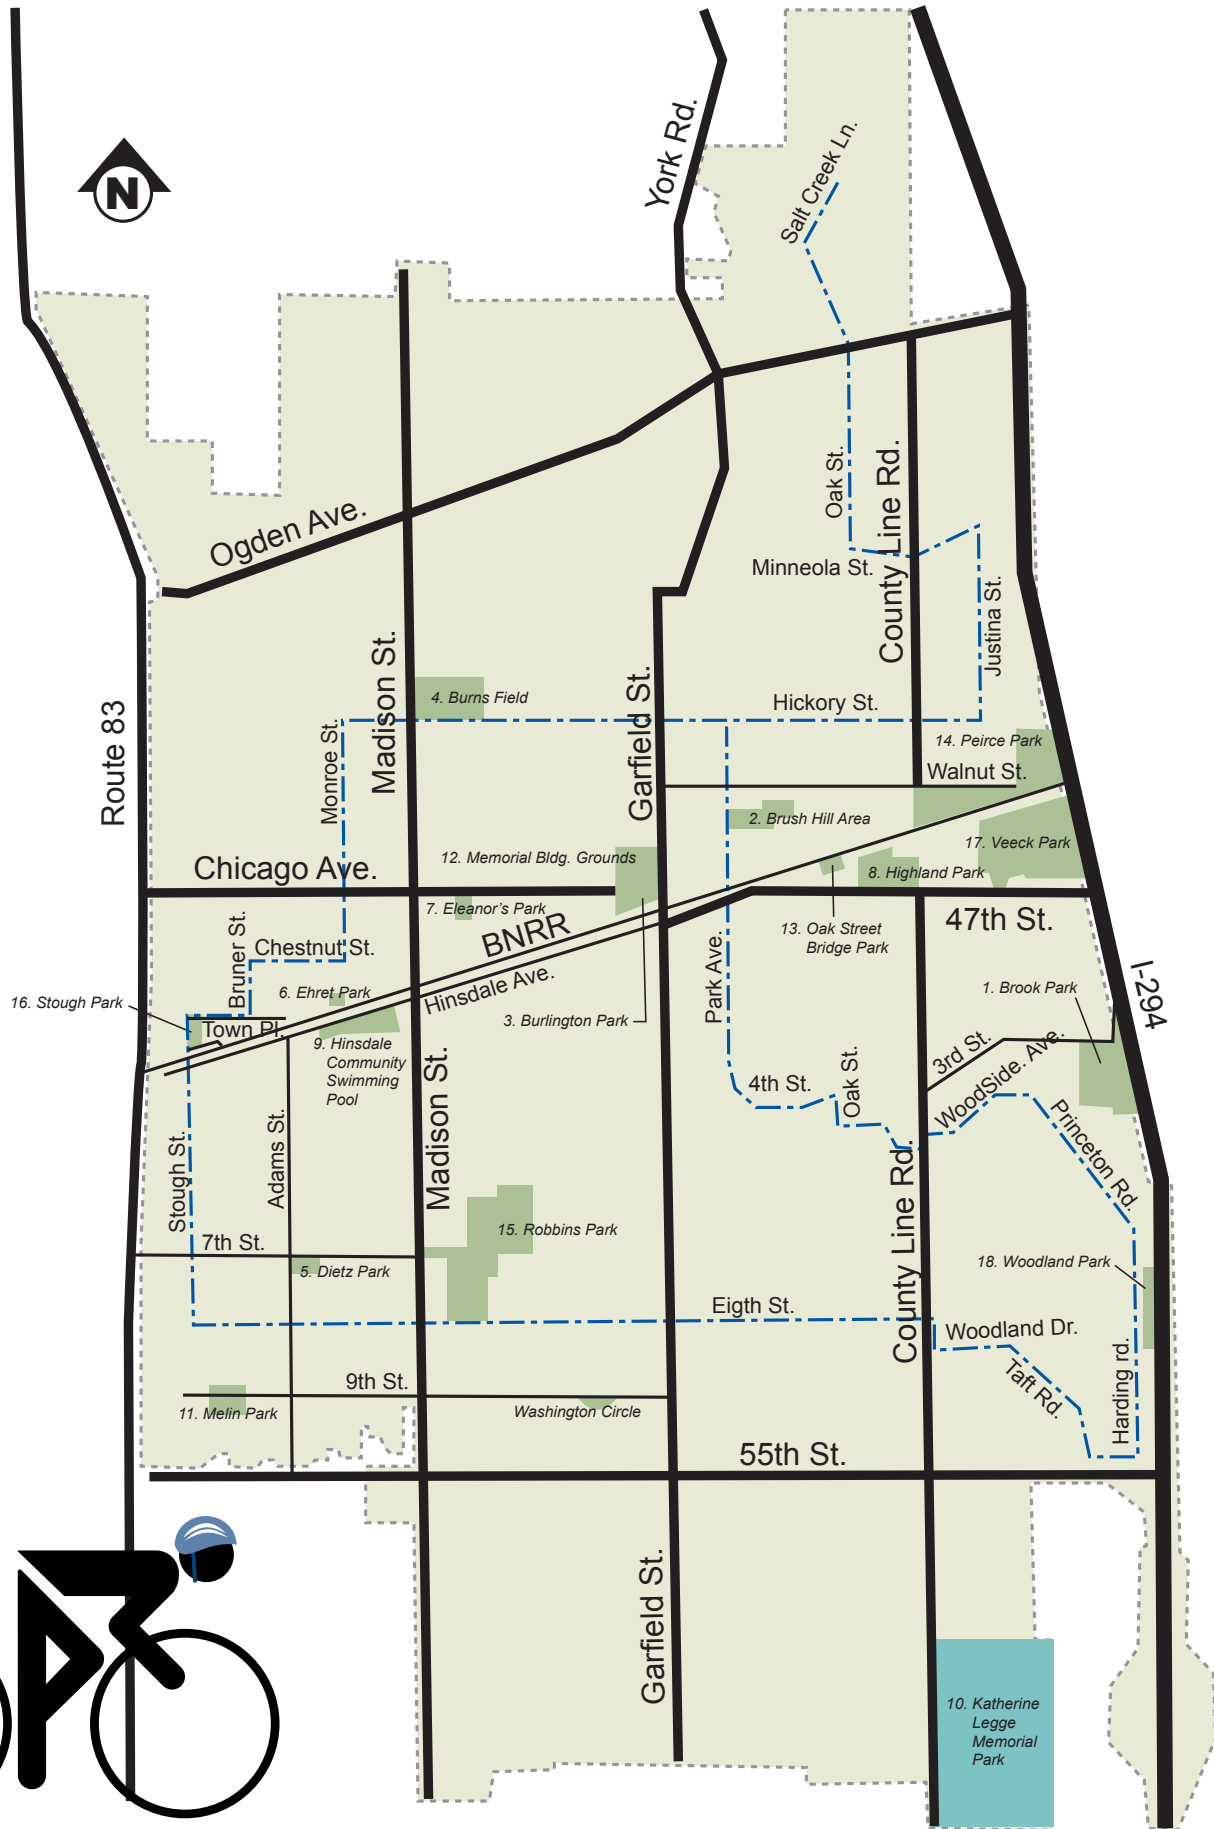 York Rd.
Salt Creek Ln.
N
Ogden Ave.
Oak St.
County Line Rd.
Minneola St.
Justina St.
Madison St.
Garfield St.
4. Burns Field
Hickory St.
Route 83
Monroe St.
14. Peirce Park
Walnut St.
2. Brush Hill Area
17. Veeck Park
12. Memorial Bldg. Grounds
Chicago Ave.
8. Highland Park
7. Eleanor's Park
47th St.
BNRR
13. Oak Street
Bridge Park
Bruner St.
Chestnut St.
Park Ave.
I-294
6. Ehret Park
Hinsdale Ave.
1. Brook Park
16. Stough Park
Town Pl.
3. Burlington Park
9. Hinsdale
Community
Swimming
Pool
3rd St.
WoodSide. Ave.
4th St.
Oak St.
Madison St.
Adams St.
Stough St.
Princeton Rd.
County Line Rd.
15. Robbins Park
7th St.
5. Dietz Park
18. Woodland Park
Eigth St.
Woodland Dr.
Taft Rd.
Harding rd.
9th St.
11. Melin Park
Washington Circle
55th St.
Garfield St.
10. Katherine
Legge
Memorial
Park